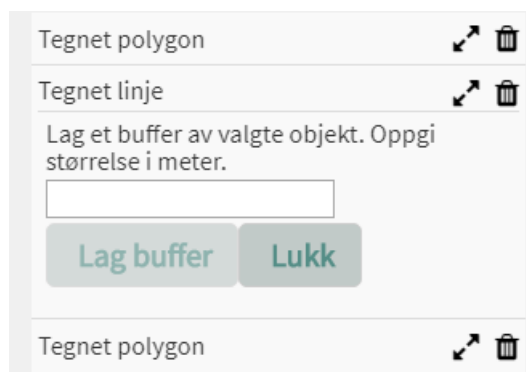 Tegnet polygon
Tegnet linje
Lag et buffer av valgte objekt. Oppgi
størrelse i meter.
Lag buffer Lukk
Tegnet polygon